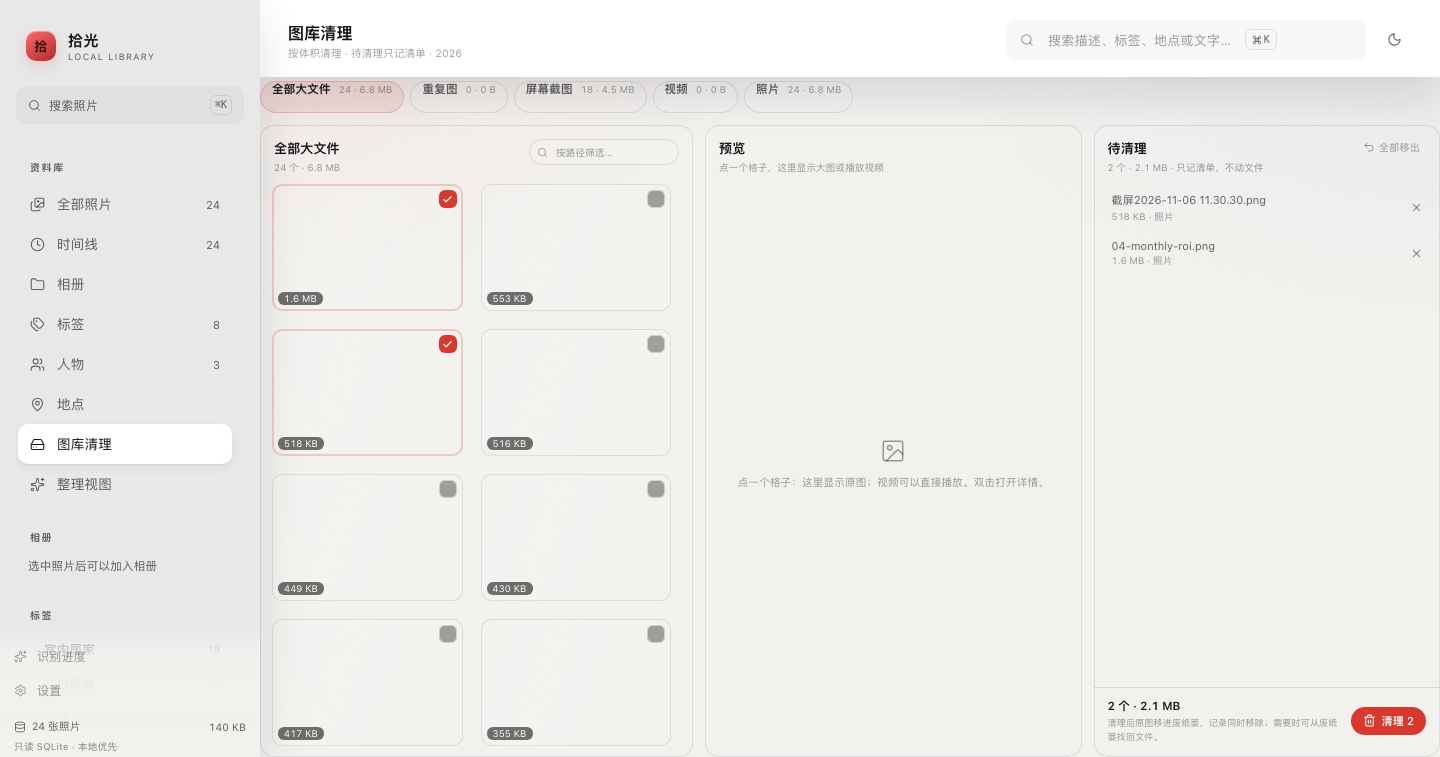 拾
拾光
LOCAL LIBRARY
搜索照片
⌘K
资料库
全部照片 24
时间线 24
相册
标签 8
人物 3
地点
图库清理
整理视图
相册
选中照片后可以加入相册
标签
室内居家 19
识别进度
设置
24 张照片 140 KB
只读 SQLite · 本地优先
图库清理
按体积清理 · 待清理只记清单 · 2026
搜索描述、标签、地点或文字...
⌘K
全部大文件 24 · 6.8 MB
重复图 0 · 0 B
屏幕截图 18 · 4.5 MB
视频 0 · 0 B
照片 24 · 6.8 MB
全部大文件
24 个 · 6.8 MB
按路径筛选...
1.6 MB
553 KB
518 KB
516 KB
449 KB
430 KB
417 KB
355 KB
预览
点一个格子，这里显示大图或播放视频
点一个格子：这里显示原图；视频可以直接播放。双击打开详情。
待清理
2 个 · 2.1 MB · 只记清单，不动文件
全部移出
截屏2026-11-06 11.30.30.png
518 KB · 照片
04-monthly-roi.png
1.6 MB · 照片
2 个 · 2.1 MB
清理后原图移进废纸篓，记录同时移除；需要时可从废纸
篓找回文件。
清理 2